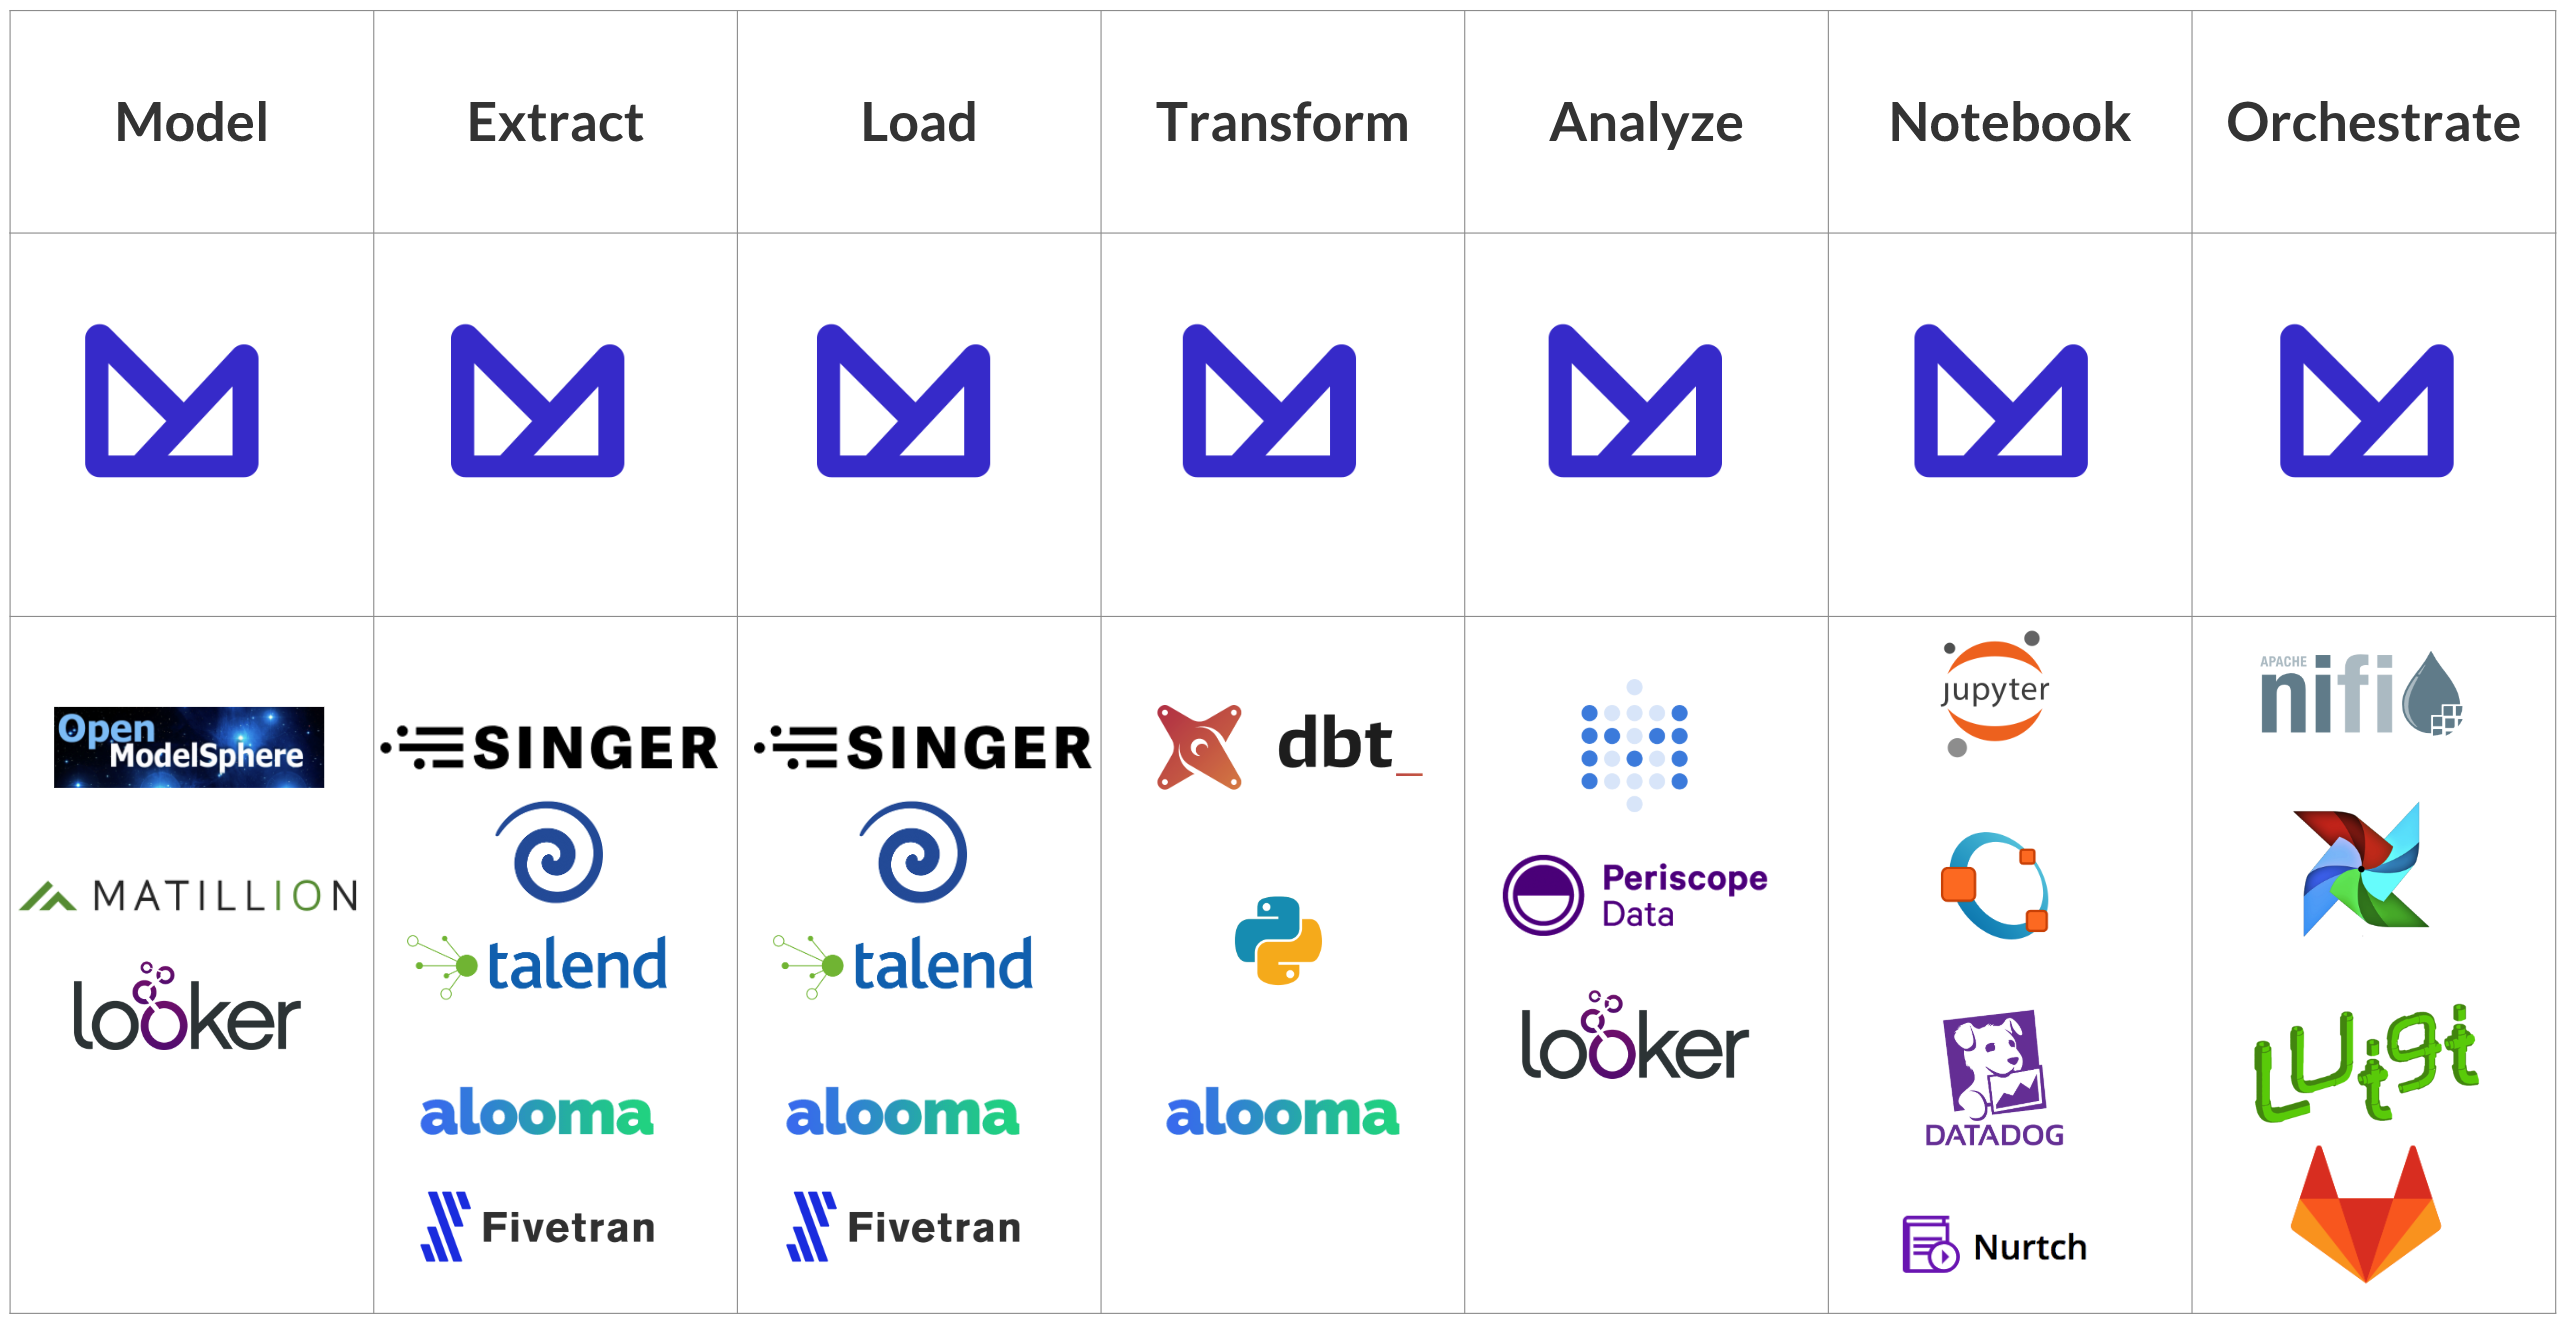 Model Extract Load Transform Analyze Notebook Orchestrate
Open
ModelSphere
MATILLION
looker
SINGER
talend
alooma
Fivetran
SINGER
talend
alooma
Fivetran
dbt_
alooma
Periscope
Data
looker
jupyter
DATADOG
Nurtch
APACHE
nifi
Luigi